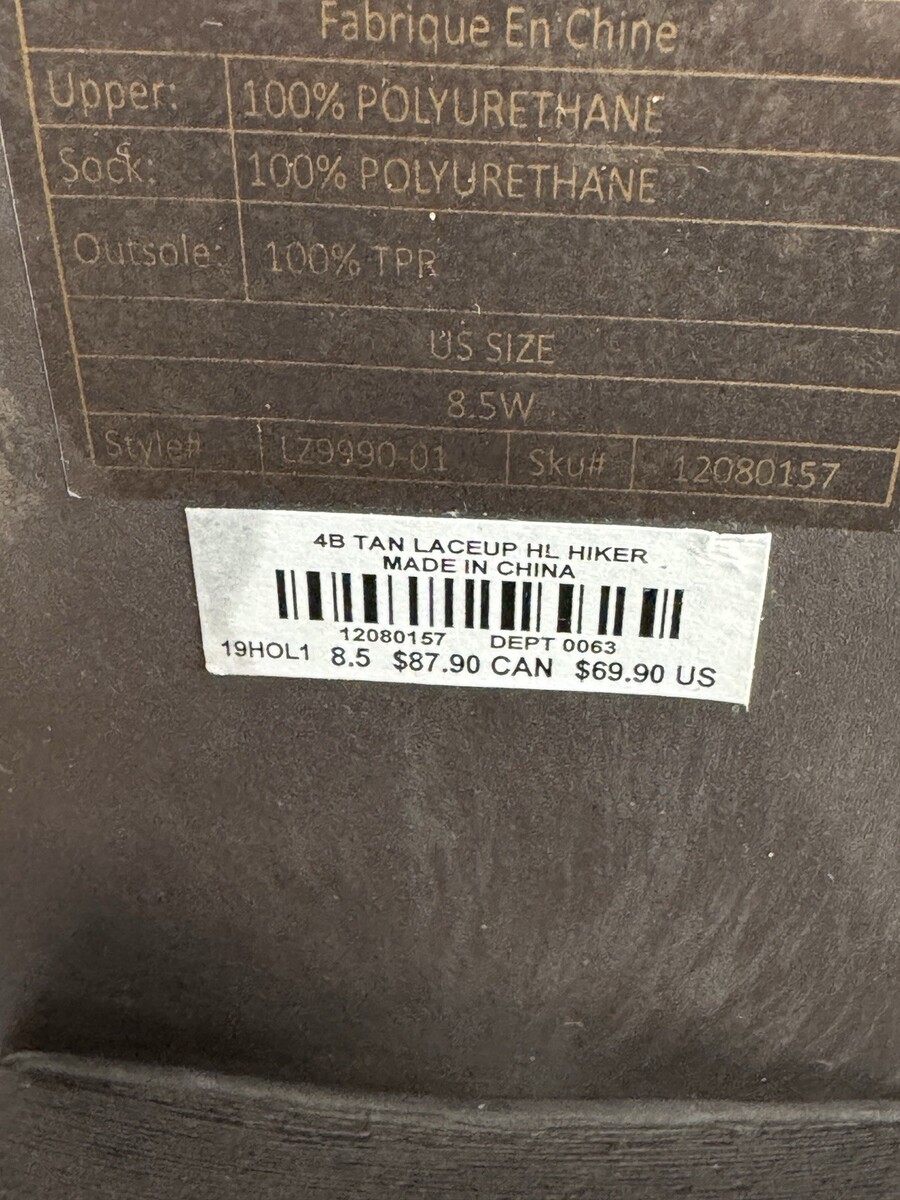 Fabrique En Chine
Upper: 100% POLYURETHANE
Sock: 100% POLYURETHANE
Outsole: 100% TPR
US SIZE
8.5W
Style# LZ9990-01 Sku# 12080157
4B TAN LACEUP HL HIKER
MADE IN CHINA
12080157 DEPT 0063
19HOL1 8.5 $87.90 CAN $69.90 US